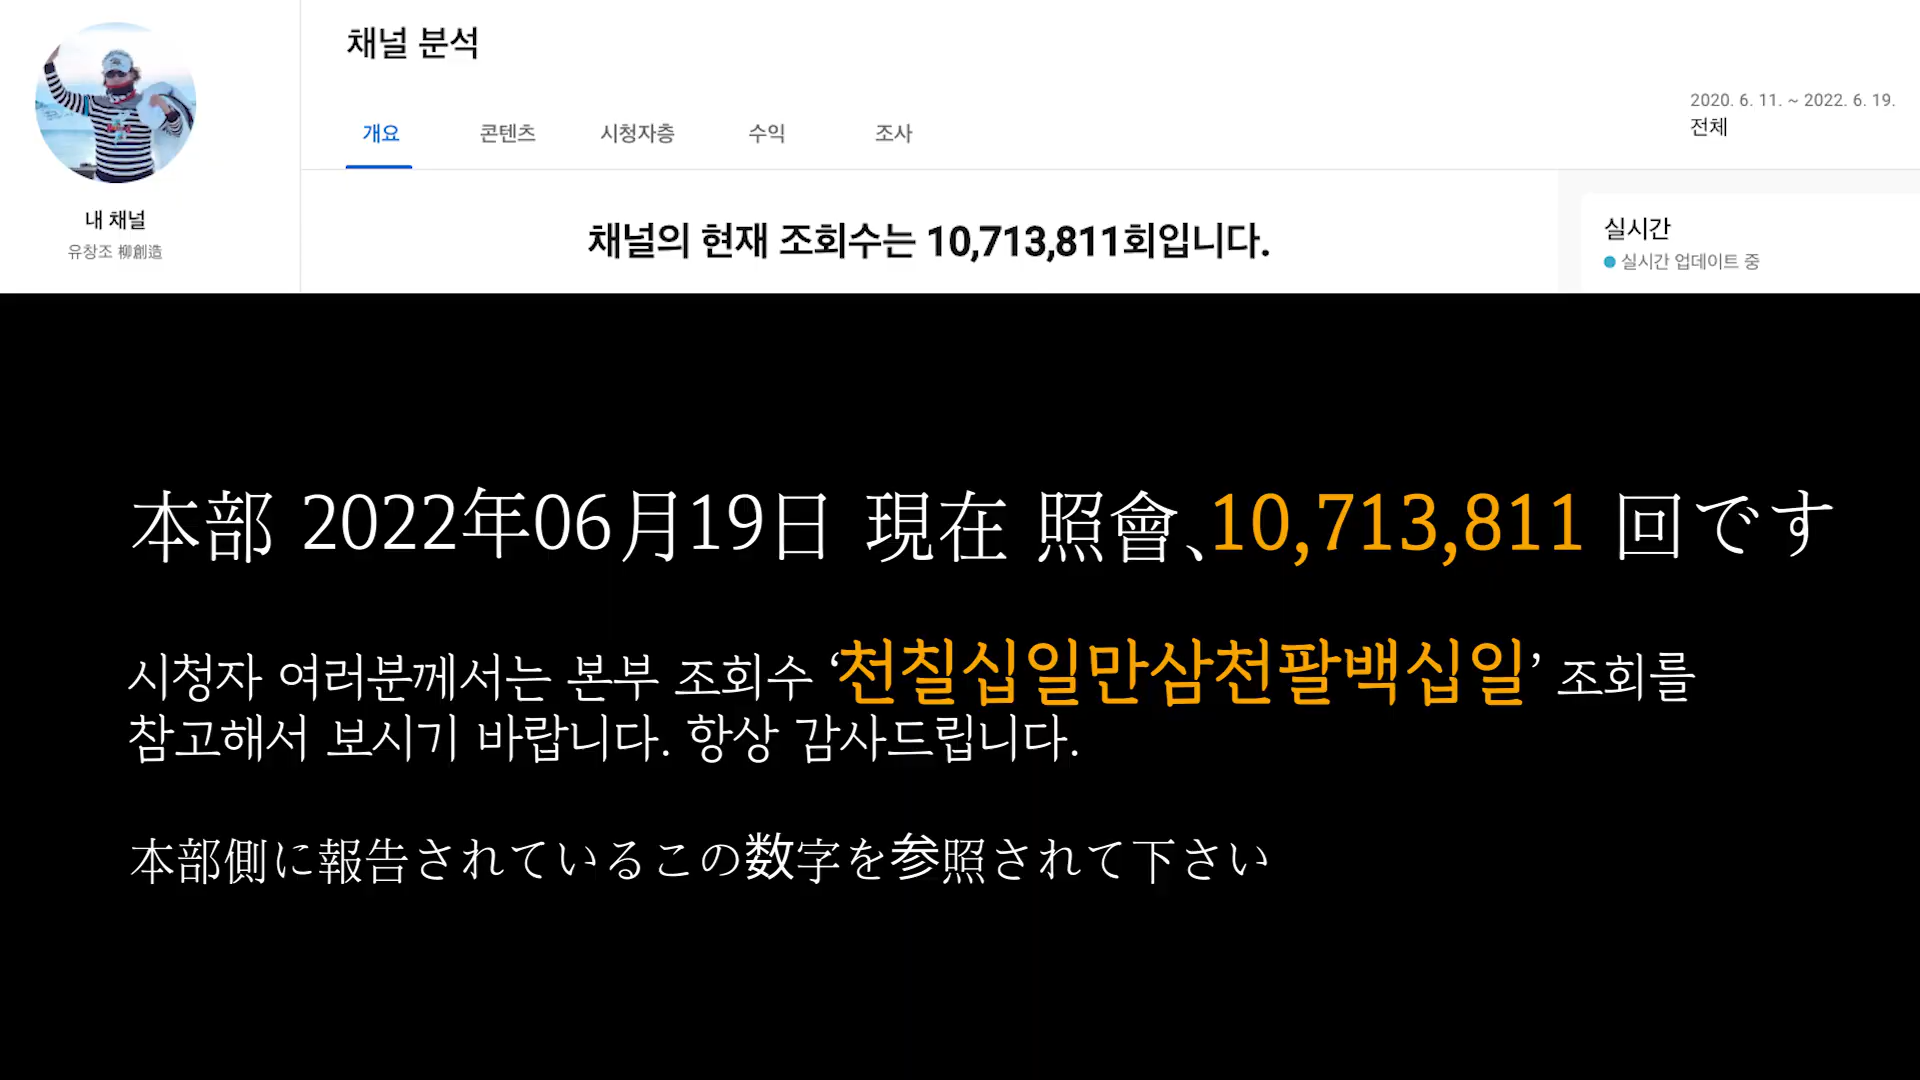 채널 분석
2020. 6. 11. ~ 2022. 6. 19.
전체
개요 콘텐츠 시청자층 수익 조사
내 채널
유창조 柳創造
채널의 현재 조회수는 10,713,811회입니다.
실시간
실시간 업데이트 중
本部 2022年06月19日 現在 照會、10,713,811 回です
시청자 여러분께서는 본부 조회수 ‘천칠십일만삼천팔백십일’ 조회를
참고해서 보시기 바랍니다. 항상 감사드립니다.
本部側に報告されているこの数字を参照されて下さい